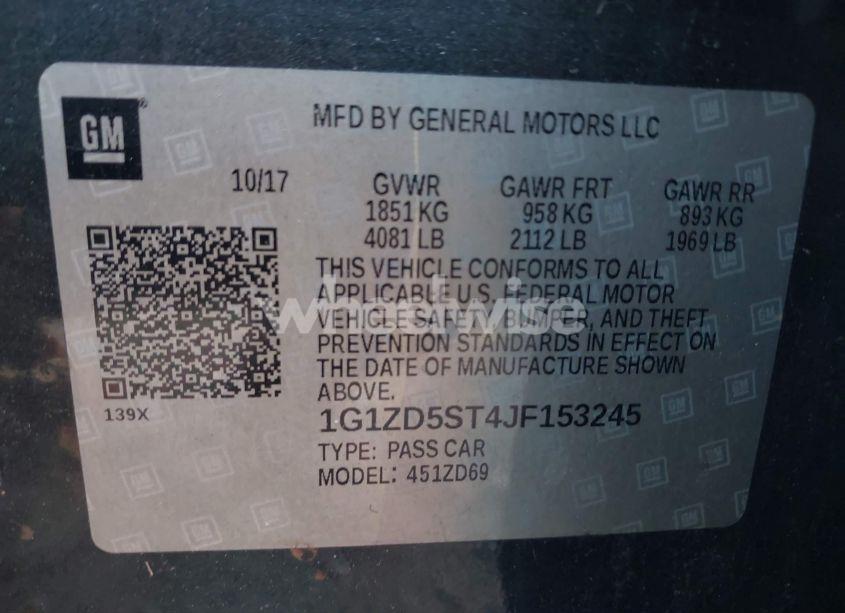 GM
MFD BY GENERAL MOTORS LLC
10/17
GVWR GAWR FRT GAWR RR
1851 KG 958 KG 893 KG
4081 LB 2112 LB 1969 LB
THIS VEHICLE CONFORMS TO ALL
APPLICABLE U.S. FEDERAL MOTOR
VEHICLE SAFETY, BUMPER, AND THEFT
PREVENTION STANDARDS IN EFFECT ON
THE DATE OF MANUFACTURE SHOWN
ABOVE.
139X
1G1ZD5ST4JF153245
TYPE: PASS CAR
MODEL: 451ZD69
wheelwise